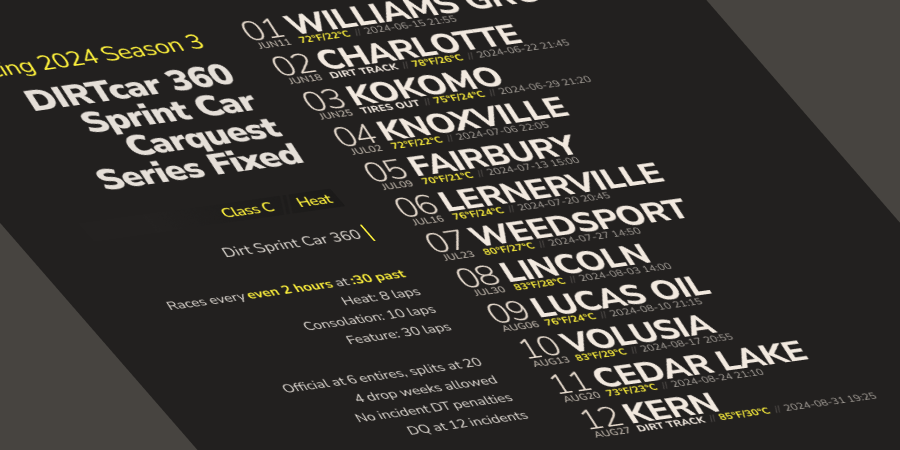 2024 Season 3
DIRTcar 360
Sprint Car
Carquest
Series Fixed
Class C // Heat
Dirt Sprint Car 360
Races every even 2 hours at :30 past
Heat: 8 laps
Consolation: 10 laps
Feature: 30 laps
Official at 6 entires, splits at 20
4 drop weeks allowed
No incident DT penalties
DQ at 12 incidents
01 WILLIAMS
JUN11 72°F/22°C // 2024-06-15 21:55
02 CHARLOTTE
JUN18 DIRT TRACK // 78°F/26°C // 2024-06-22 21:45
03 KOKOMO
JUN25 TIRES OUT // 75°F/24°C // 2024-06-29 21:20
04 KNOXVILLE
JUL02 72°F/22°C // 2024-07-06 22:05
05 FAIRBURY
JUL09 70°F/21°C // 2024-07-13 15:00
06 LERNERVILLE
JUL16 76°F/24°C // 2024-07-20 20:45
07 WEEDSPORT
JUL23 80°F/27°C // 2024-07-27 14:50
08 LINCOLN
JUL30 83°F/28°C // 2024-08-03 14:00
09 LUCAS OIL
AUG06 76°F/24°C // 2024-08-10 21:15
10 VOLUSIA
AUG13 83°F/29°C // 2024-08-17 20:55
11 CEDAR LAKE
AUG20 73°F/23°C // 2024-08-24 21:10
12 KERN
AUG27 DIRT TRACK // 85°F/30°C // 2024-08-31 19:25